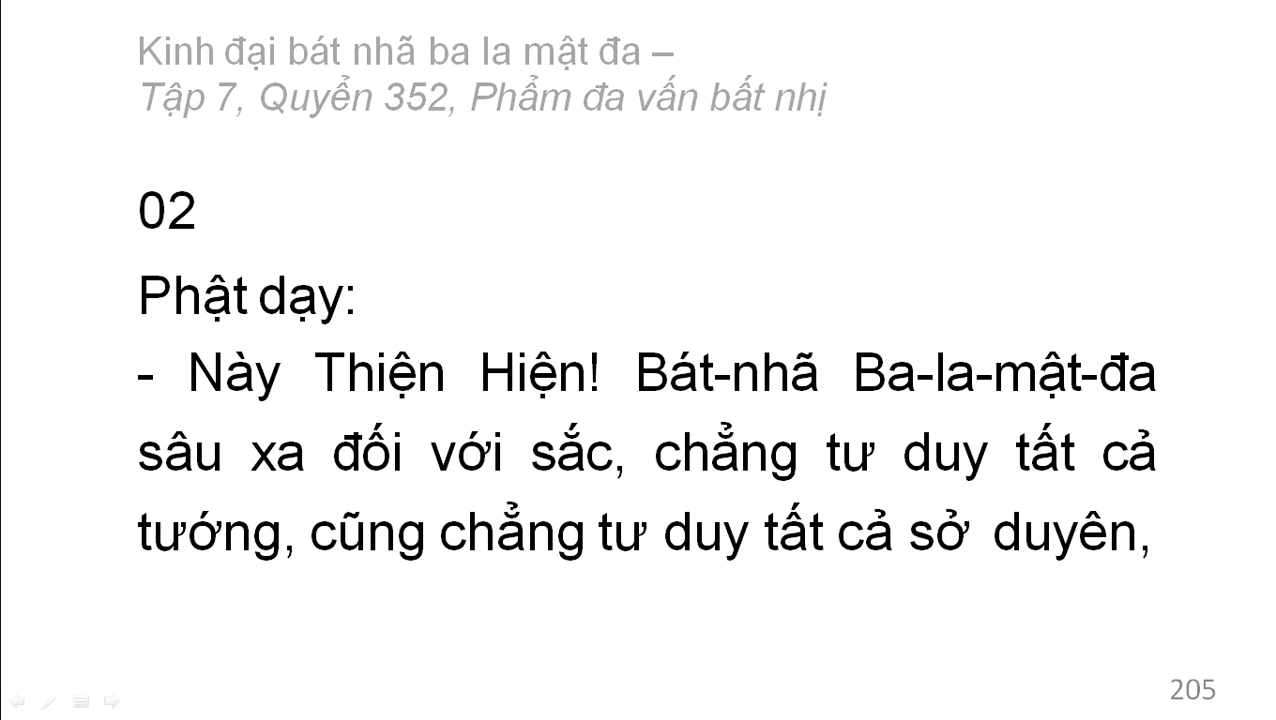 Kinh đại bát nhã ba la mật đa –
Tập 7, Quyển 352, Phẩm đa vấn bất nhị
02
Phật dạy:
- Này Thiện Hiện! Bát-nhã Ba-la-mật-đa
sâu xa đối với sắc, chẳng tư duy tất cả
tướng, cũng chẳng tư duy tất cả sở duyên,
205